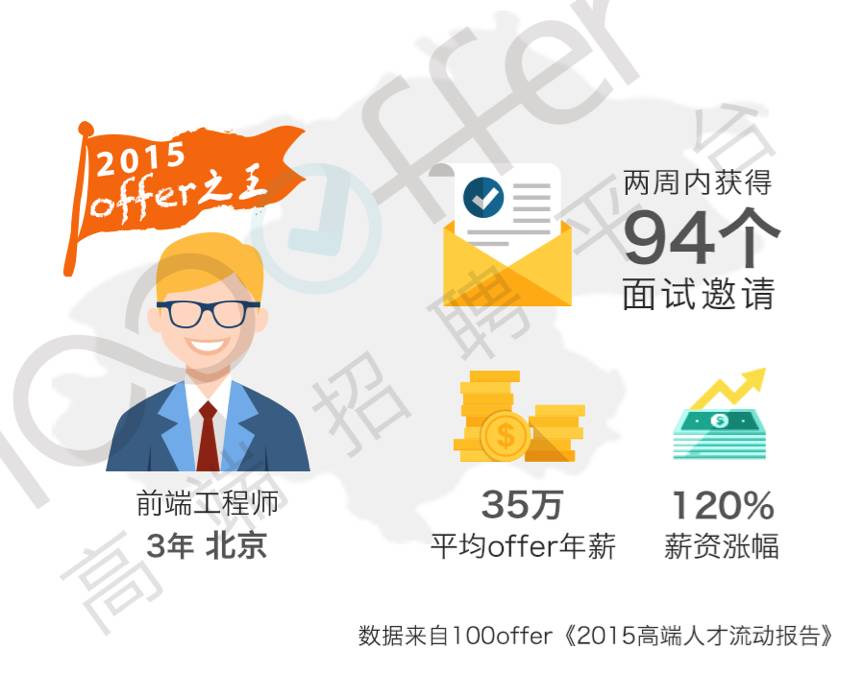 2015
offer之王
两周内获得
94个
面试邀请
前端工程师
3年 北京
35万
平均offer年薪
120%
薪资涨幅
数据来自100offer《2015高端人才流动报告》
100offer
高端招聘平台